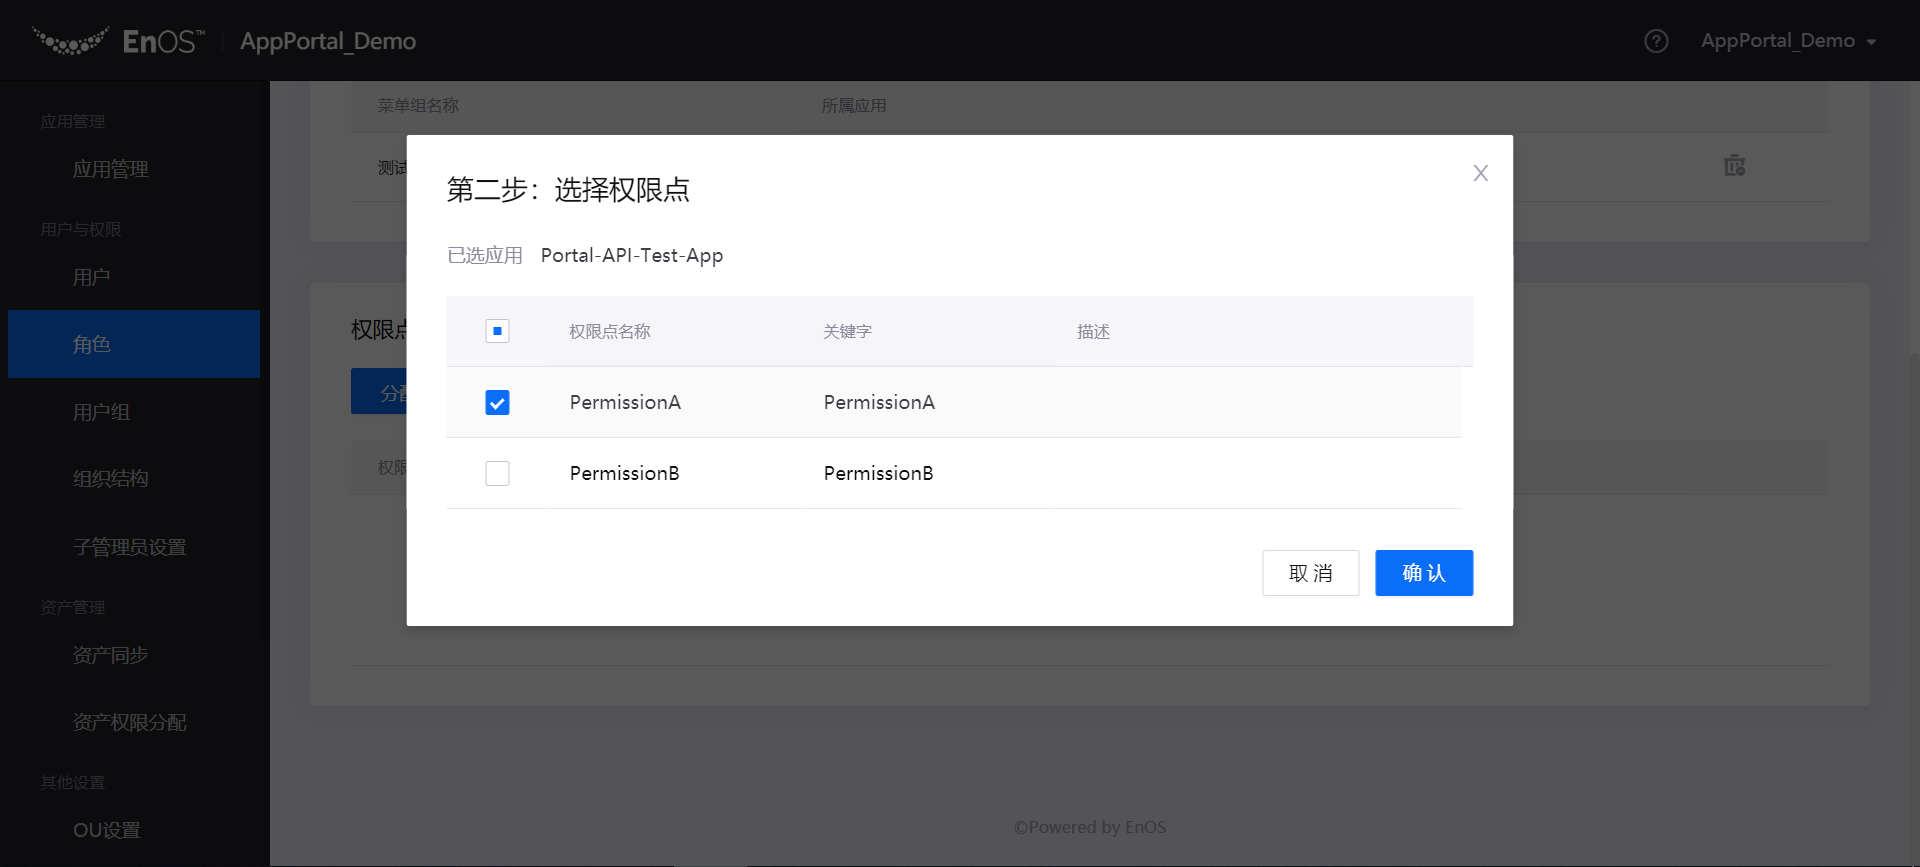 EnOS™ AppPortal_Demo
AppPortal_Demo
应用管理
应用管理
用户与权限
用户
角色
用户组
组织结构
子管理员设置
资产管理
资产同步
资产权限分配
其他设置
OU设置
菜单组名称 所属应用
测试
权限点
分配
权限
第二步：选择权限点
X
已选应用 Portal-API-Test-App
权限点名称 关键字 描述
PermissionA PermissionA
PermissionB PermissionB
取 消 确 认
©Powered by EnOS